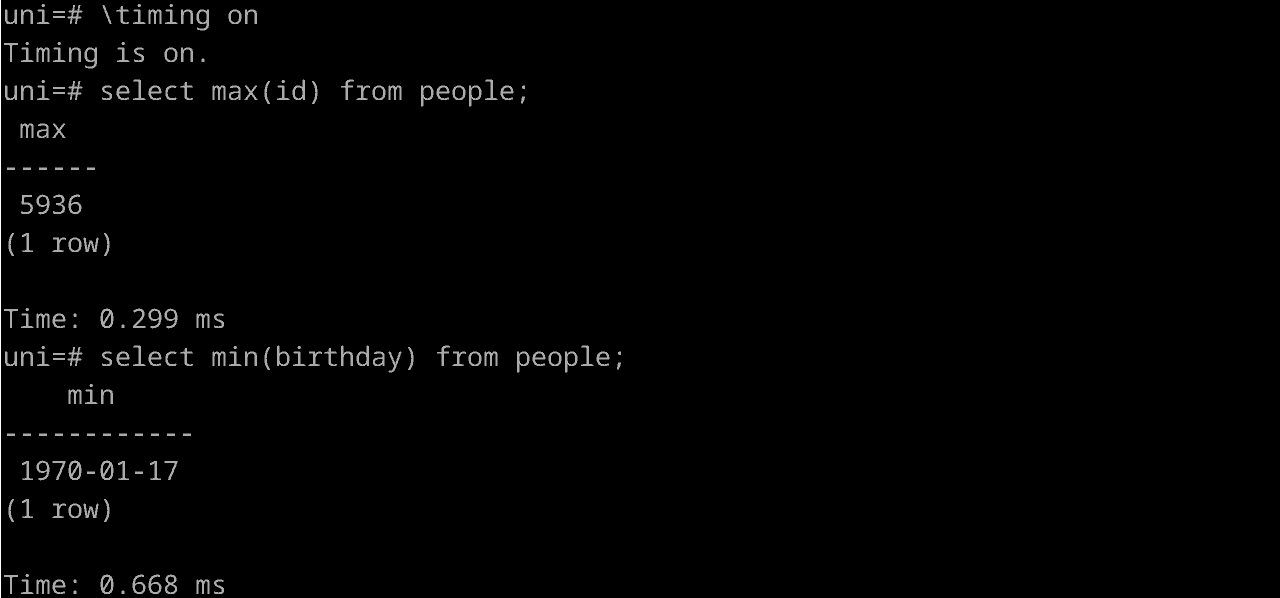 uni=# \timing on
Timing is on.
uni=# select max(id) from people;
 max
------
 5936
(1 row)

Time: 0.299 ms
uni=# select min(birthday) from people;
    min
------------
 1970-01-17
(1 row)

Time: 0.668 ms